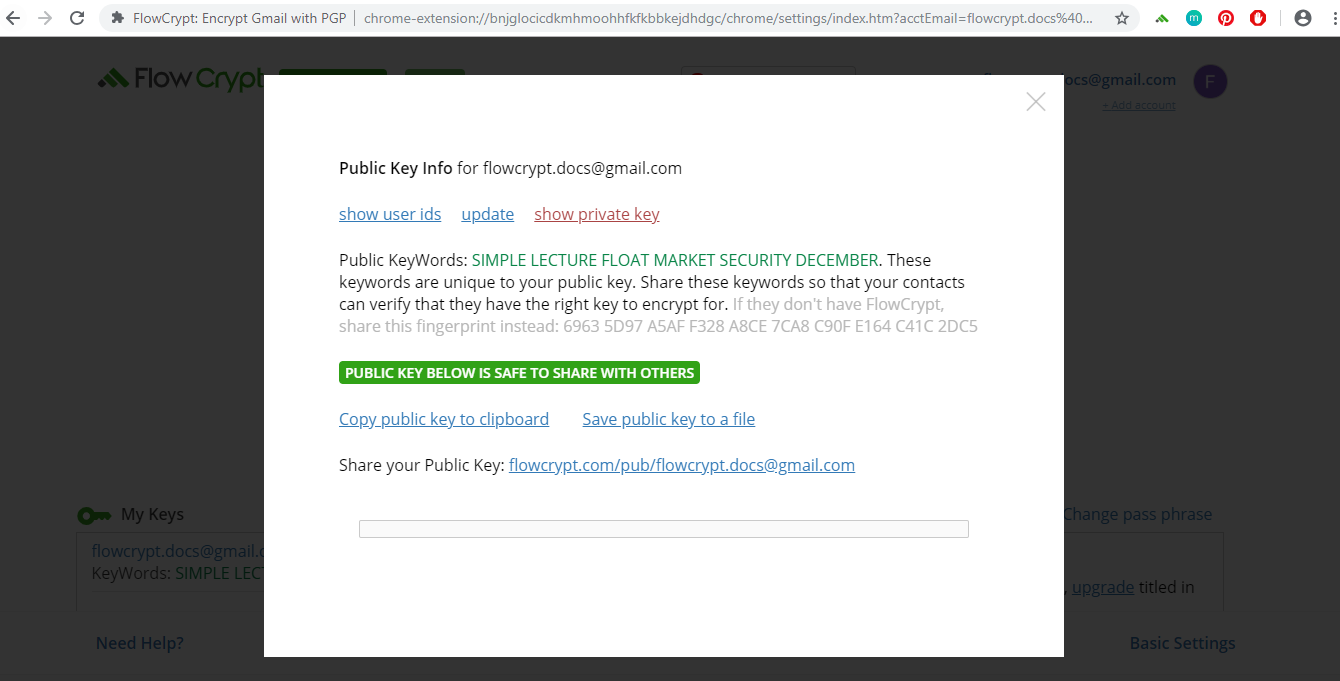 FlowCrypt: Encrypt Gmail with PGP | chrome-extension://bnjglocicdkmhmoohhfkfkbbkejdhdgc/chrome/settings/index.htm?acctEmail=flowcrypt.docs%40...
m
FlowCrypt
ocs@gmail.com
F
+ Add account
Public Key Info for flowcrypt.docs@gmail.com
show user ids update show private key
Public KeyWords: SIMPLE LECTURE FLOAT MARKET SECURITY DECEMBER. These
keywords are unique to your public key. Share these keywords so that your contacts
can verify that they have the right key to encrypt for. If they don't have FlowCrypt,
share this fingerprint instead: 6963 5D97 A5AF F328 A8CE 7CA8 C90F E164 C41C 2DC5
PUBLIC KEY BELOW IS SAFE TO SHARE WITH OTHERS
Copy public key to clipboard Save public key to a file
Share your Public Key: flowcrypt.com/pub/flowcrypt.docs@gmail.com
My Keys Change pass phrase
flowcrypt.docs@gmail.c
KeyWords: SIMPLE LECT
, upgrade titled in
Need Help? Basic Settings